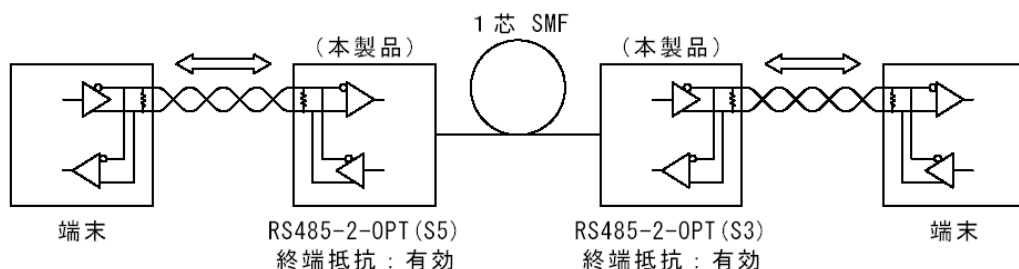 1芯 SMF
(本製品)
(本製品)
端末
RS485-2-OPT(S5)
終端抵抗:有効
RS485-2-OPT(S3)
終端抵抗:有効
端末